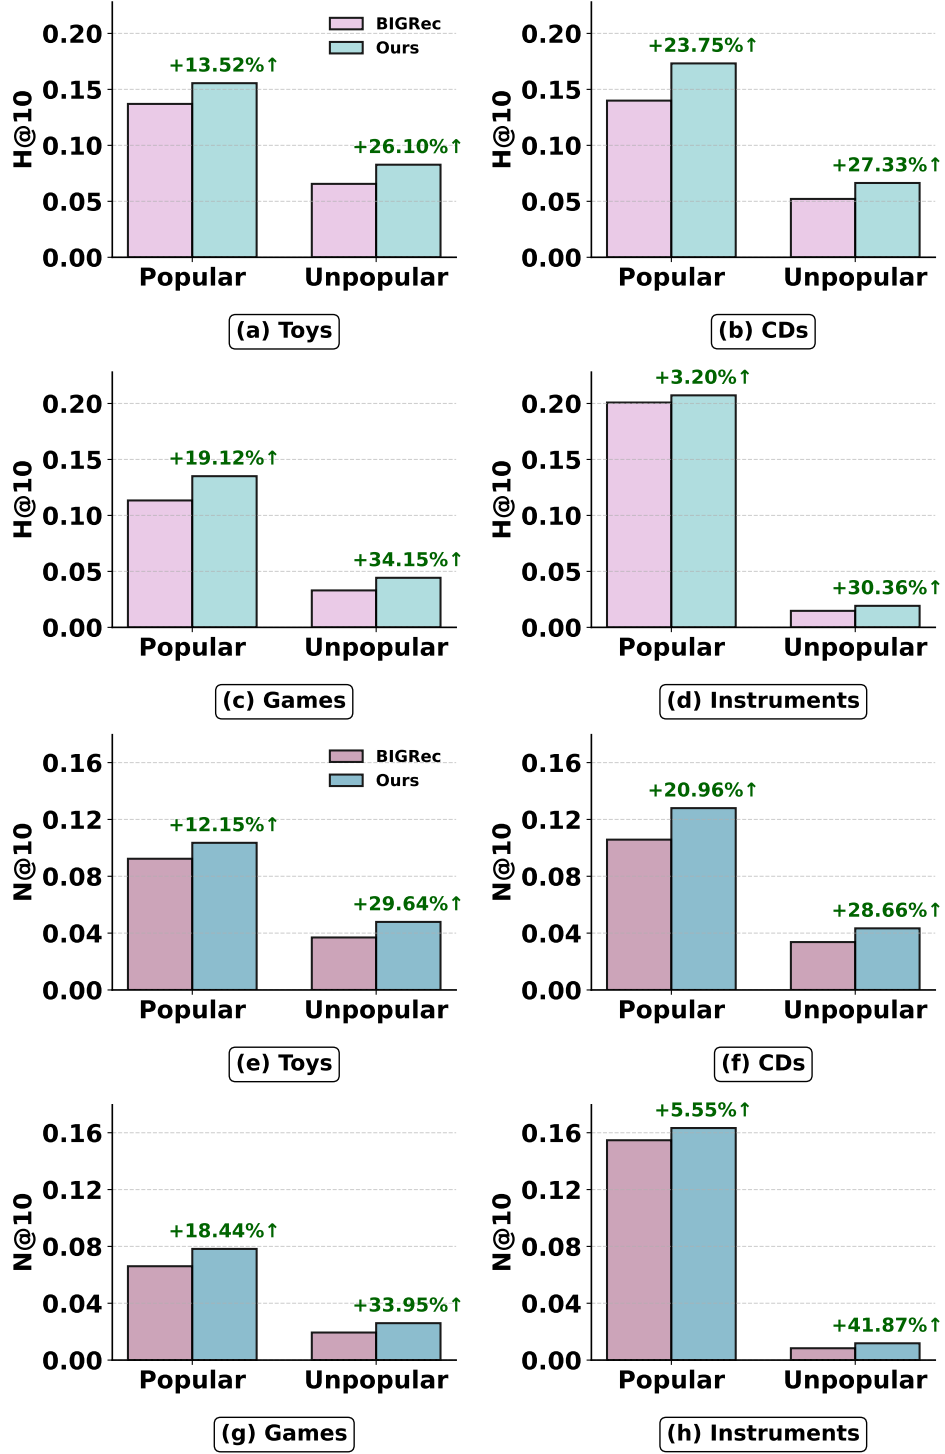 BIGRec
Ours
H@10
0.20
0.15
0.10
0.05
0.00
+13.52%↑
+26.10%↑
Popular
Unpopular
(a) Toys
H@10
0.20
0.15
0.10
0.05
0.00
+23.75%↑
+27.33%↑
Popular
Unpopular
(b) CDs
H@10
0.20
0.15
0.10
0.05
0.00
+19.12%↑
+34.15%↑
Popular
Unpopular
(c) Games
H@10
0.20
0.15
0.10
0.05
0.00
+3.20%↑
+30.36%↑
Popular
Unpopular
(d) Instruments
BIGRec
Ours
N@10
0.16
0.12
0.08
0.04
0.00
+12.15%↑
+29.64%↑
Popular
Unpopular
(e) Toys
N@10
0.16
0.12
0.08
0.04
0.00
+20.96%↑
+28.66%↑
Popular
Unpopular
(f) CDs
N@10
0.16
0.12
0.08
0.04
0.00
+18.44%↑
+33.95%↑
Popular
Unpopular
(g) Games
N@10
0.16
0.12
0.08
0.04
0.00
+5.55%↑
+41.87%↑
Popular
Unpopular
(h) Instruments